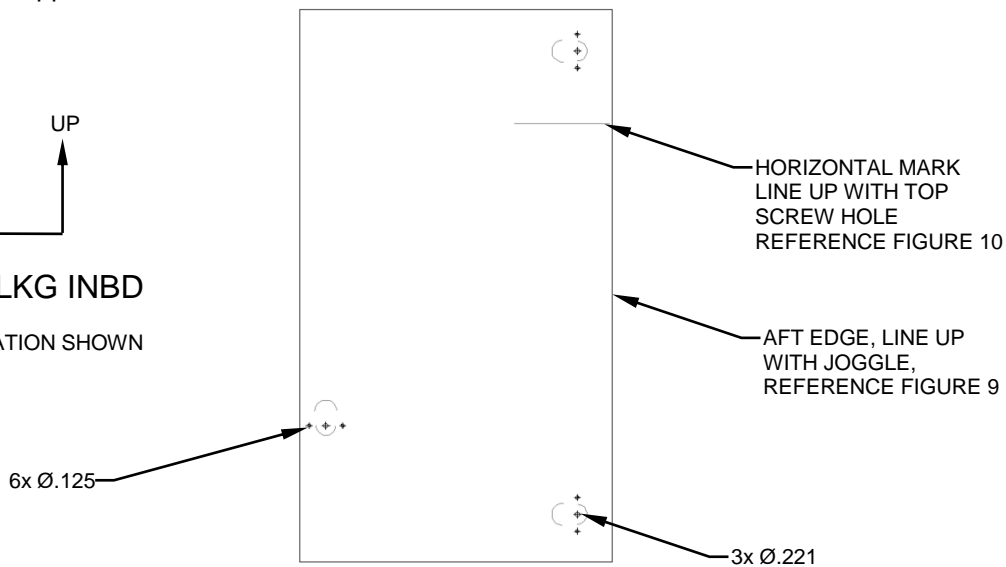 UP
HORIZONTAL MARK
LINE UP WITH TOP
SCREW HOLE
REFERENCE FIGURE 10
LKG INBD
AFT EDGE, LINE UP
WITH JOGGLE,
REFERENCE FIGURE 9
ATION SHOWN
6x Ø.125
3x Ø.221